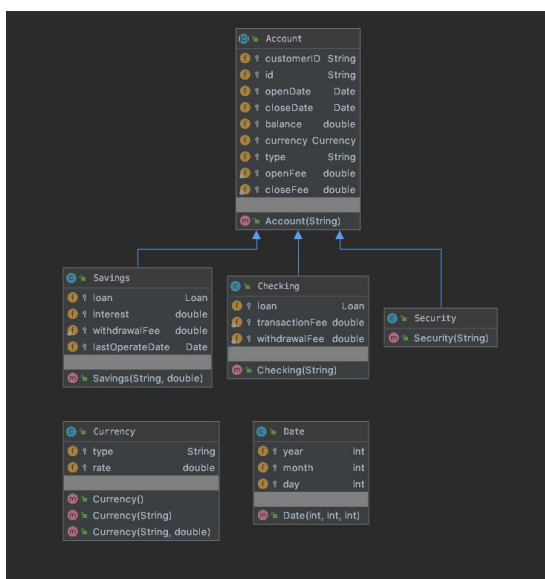 Account
customerID String
id String
openDate Date
closeDate Date
balance double
currency Currency
type String
openFee double
closeFee double
Account(String)
Savings
loan Loan
interest double
withdrawalFee double
lastOperateDate Date
Savings(String, double)
Checking
loan Loan
transactionFee double
withdrawalFee double
Checking(String)
Security
Security(String)
Currency
type String
rate double
Currency()
Currency(String)
Currency(String, double)
Date
year int
month int
day int
Date(int, int, int)